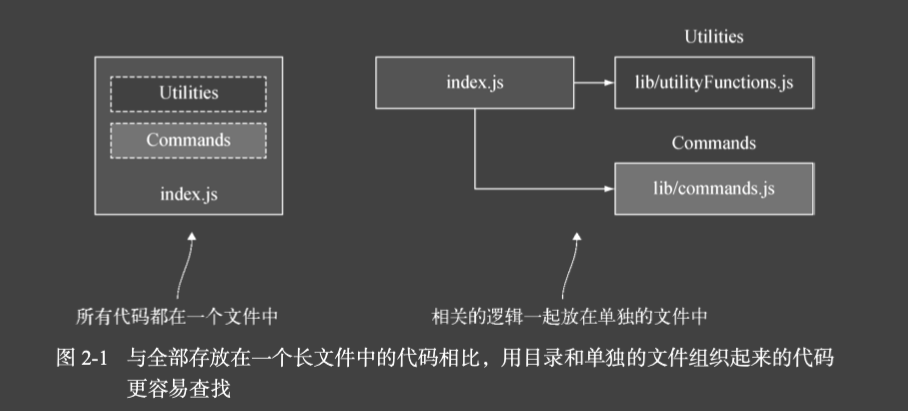 Utilities
Commands
index.js
所有代码都在一个文件中
index.js
Utilities
lib/utilityFunctions.js
Commands
lib/commands.js
相关的逻辑一起放在单独的文件中
图 2-1 与全部存放在一个长文件中的代码相比，用目录和单独的文件组织起来的代码
更容易查找